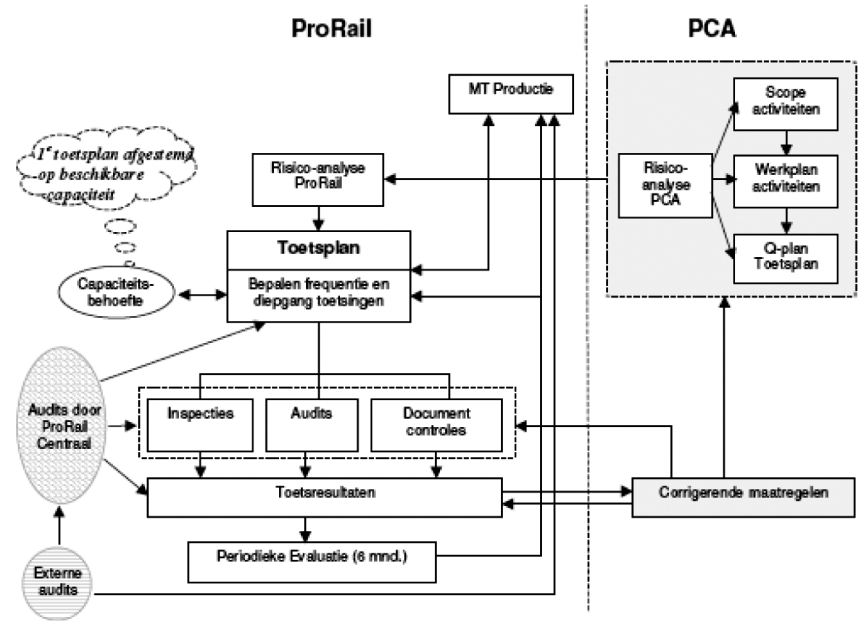 ProRail
PCA
MT Productie
Scope
activiteiten
1e toetsplan afgestemd
op beschikbare
capaciteit
Risico-analyse
ProRail
Risico-
analyse
PCA
Werkplan
activiteiten
Toetsplan
Q-plan
Toetsplan
Capaciteits-
behoefte
Bepalen frequentie en
diepgang toetsingen
Audits door
ProRail
Centraal
Inspecties
Audits
Document
controles
Toetsresultaten
Corrigerende maatregelen
Periodieke Evaluatie (6 mnd.)
Externe
audits